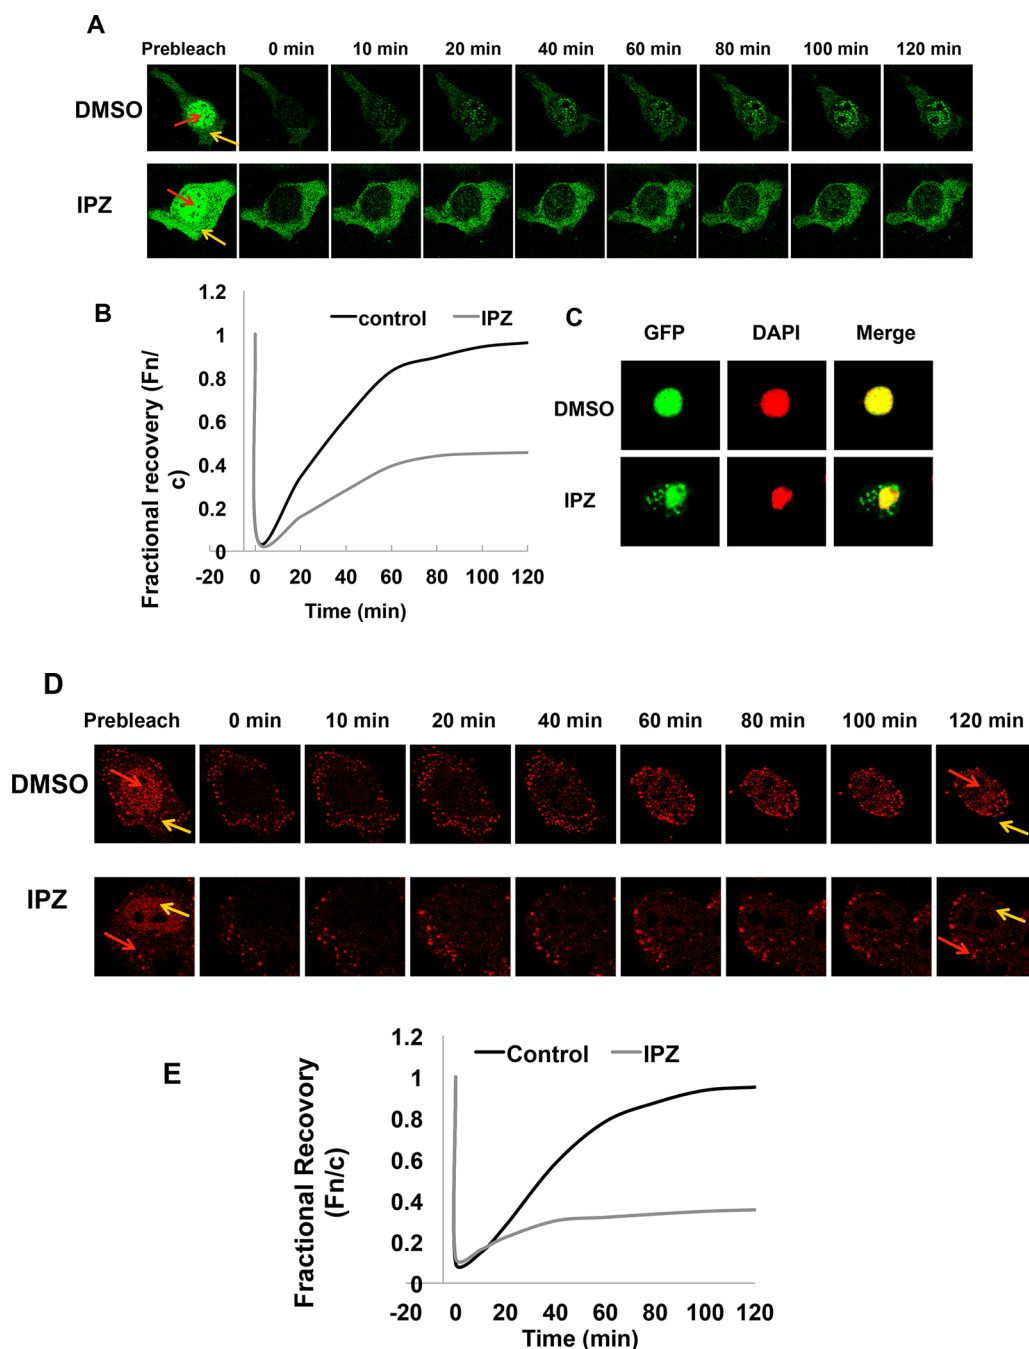 A
Prebleach 0 min 10 min 20 min 40 min 60 min 80 min 100 min 120 min
DMSO
IPZ
B
Fractional recovery (Fn/
c)
1.2
1
0.8
0.6
0.4
0.2
0
control IPZ
-20 0 20 40 60 80 100 120
Time (min)
C
GFP DAPI Merge
DMSO
IPZ
D
Prebleach 0 min 10 min 20 min 40 min 60 min 80 min 100 min 120 min
DMSO
IPZ
E
Fractional Recovory
(Fn/c)
1.2
1
0.8
0.6
0.4
0.2
0
Control IPZ
-20 0 20 40 60 80 100 120
Time (min)